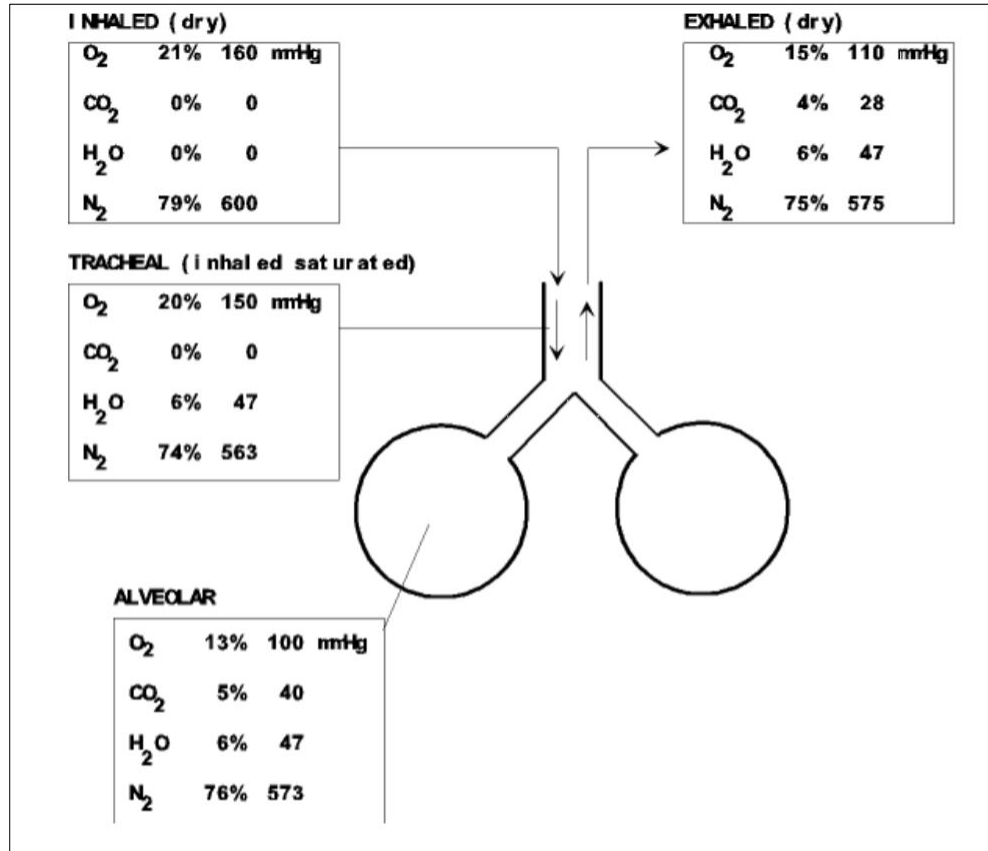 INHALED (dry)
O2 21% 160 mmHg
CO2 0% 0
H2O 0% 0
N2 79% 600
EXHALED (dry)
O2 15% 110 mmHg
CO2 4% 28
H2O 6% 47
N2 75% 575
TRACHEAL (inhaled saturated)
O2 20% 150 mmHg
CO2 0% 0
H2O 6% 47
N2 74% 563
ALVEOLAR
O2 13% 100 mmHg
CO2 5% 40
H2O 6% 47
N2 76% 573